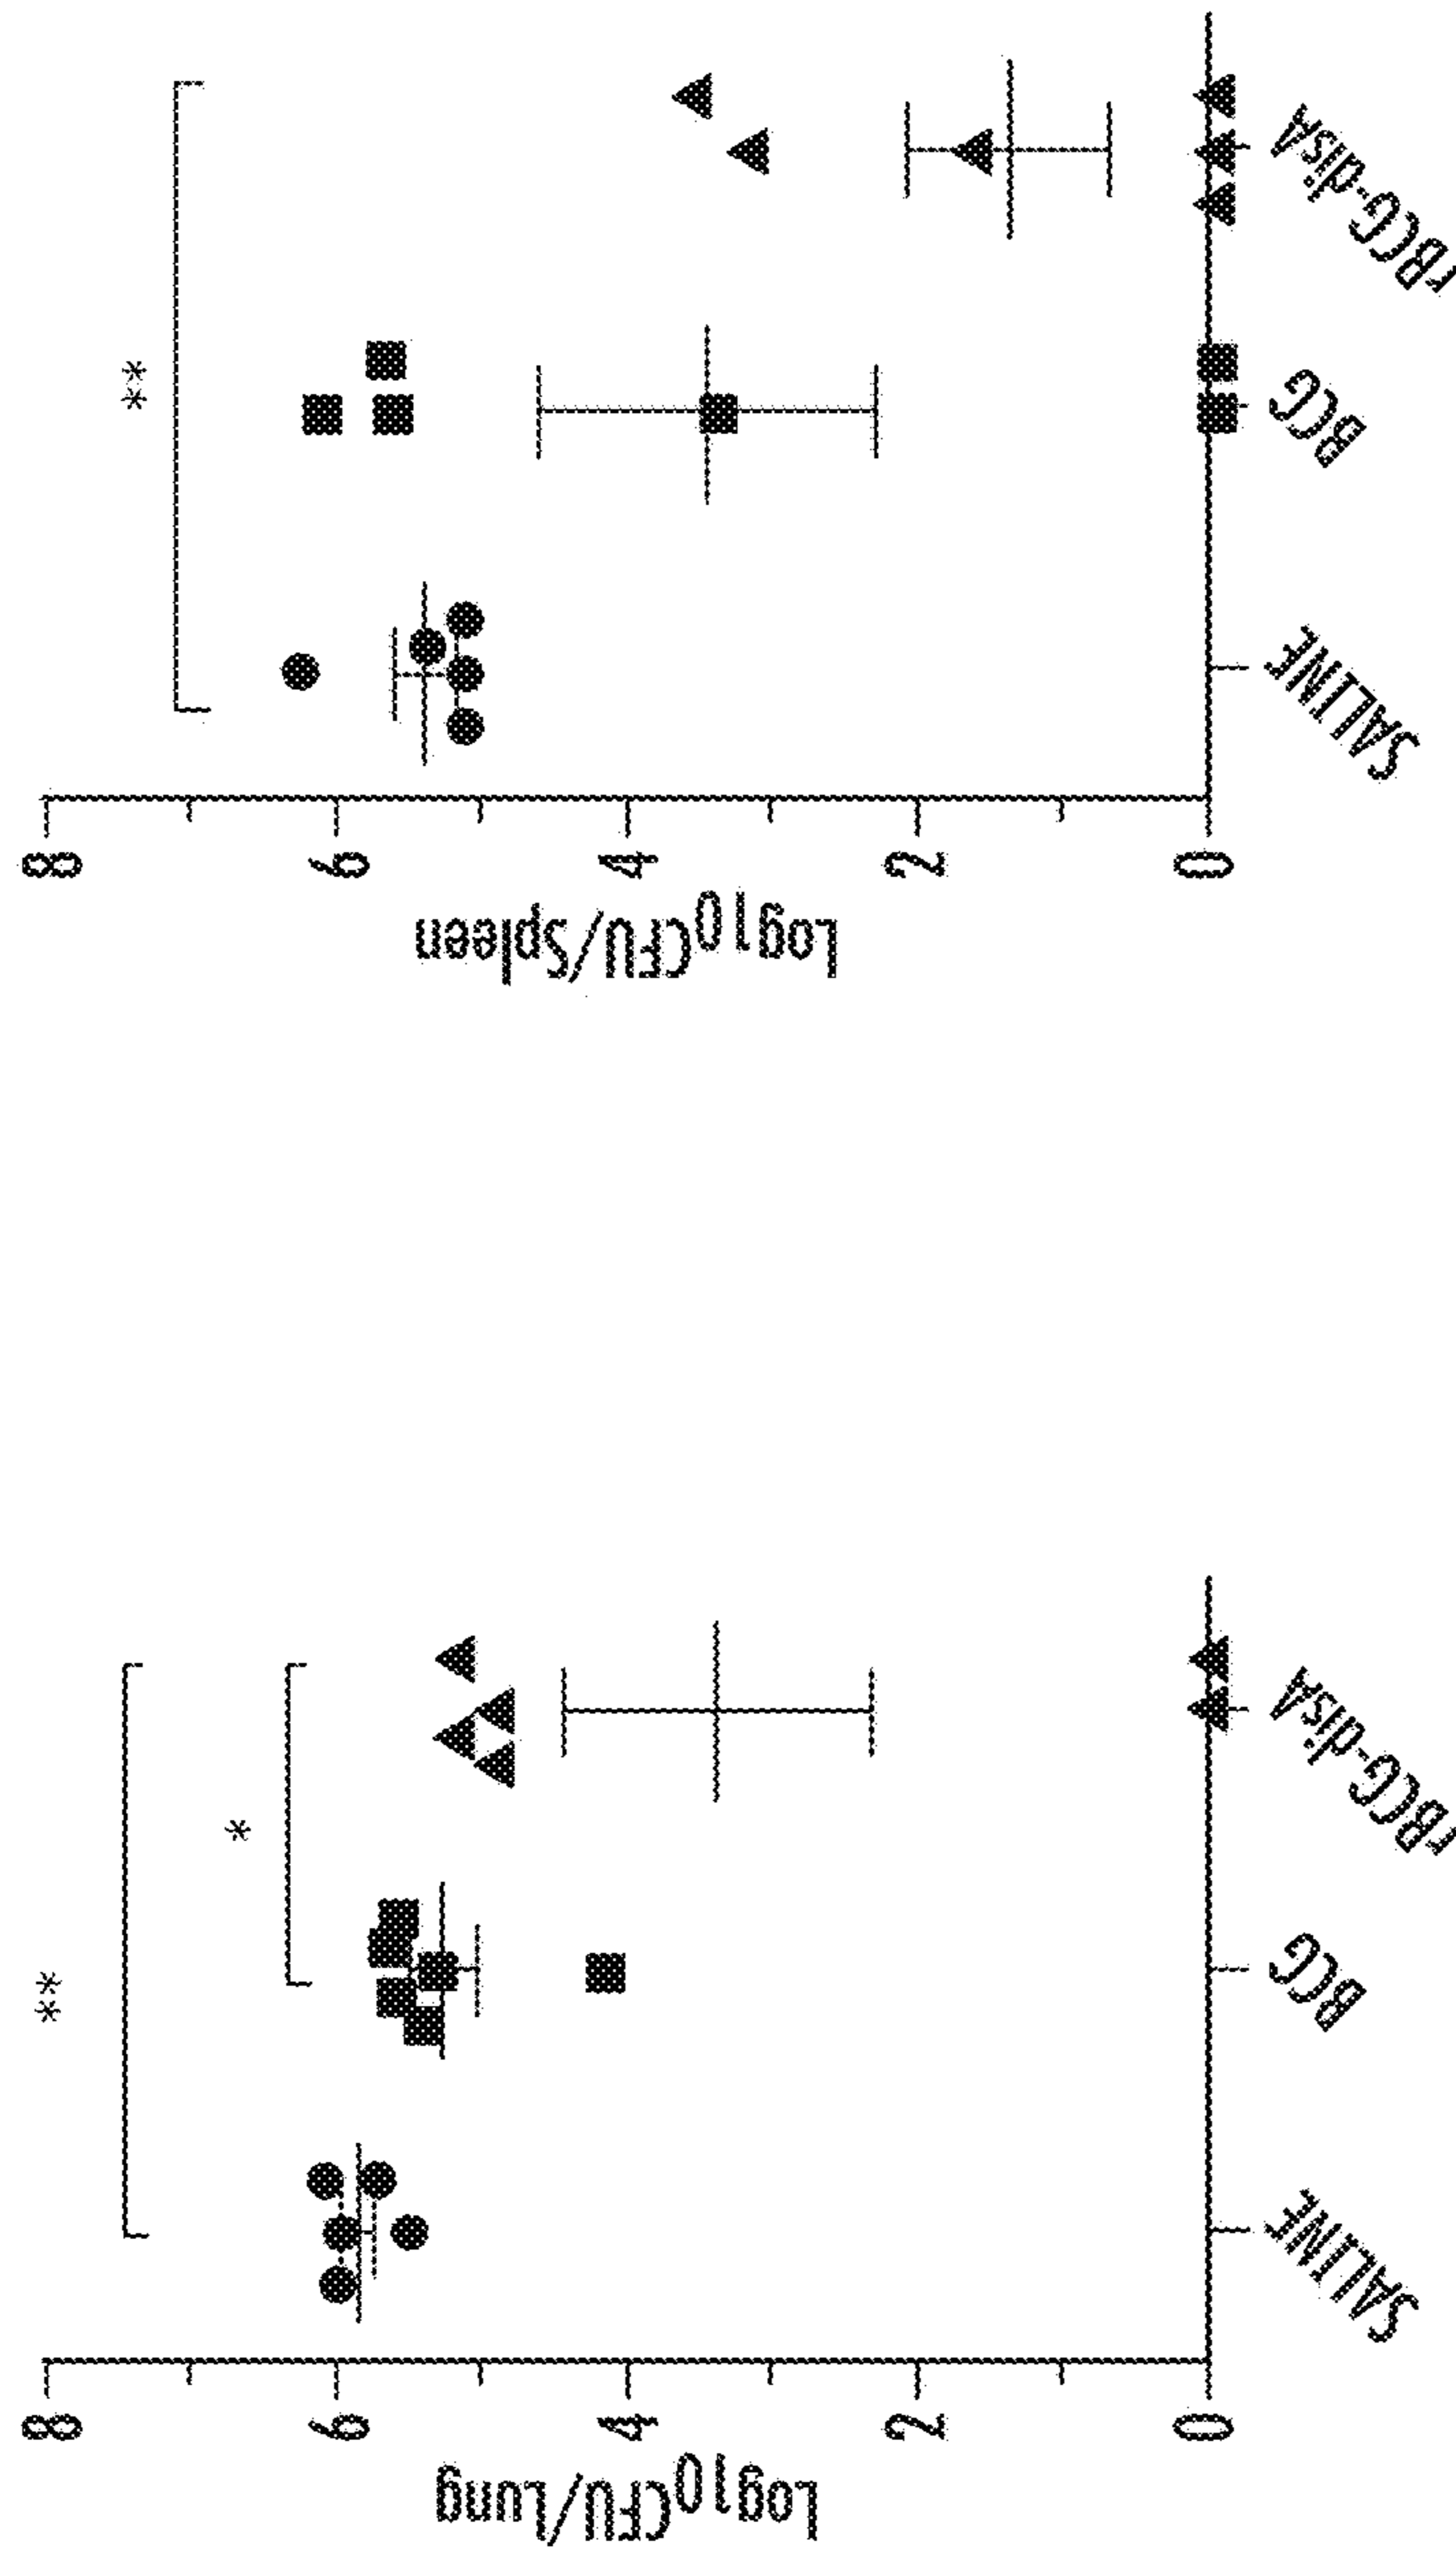 **
*
8
6
4
2
0
Log10CFU/Lung
SALINE
BCG
rBCG-disA
**
8
6
4
2
0
Log10CFU/Spleen
SALINE
BCG
rBCG-disA